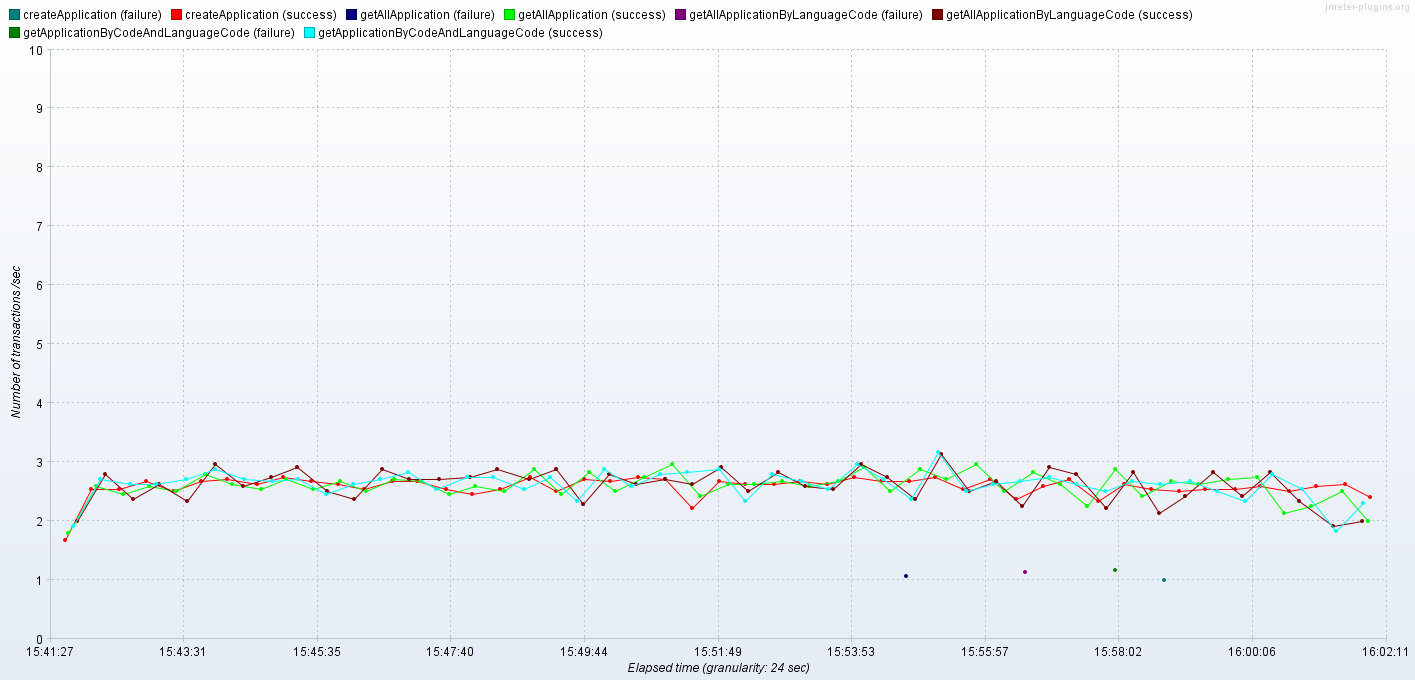 createApplication (failure) createApplication (success) getAllApplication (failure) getAllApplication (success) getAllApplicationByLanguageCode (failure) getAllApplicationByLanguageCode (success)
jmeter-plugins.org
getApplicationByCodeAndLanguageCode (failure) getApplicationByCodeAndLanguageCode (success)
10
9
8
7
6
5
4
3
2
1
0
Number of transactions /sec
15:41:27 15:43:31 15:45:35 15:47:40 15:49:44 15:51:49 15:53:53 15:55:57 15:58:02 16:00:06 16:02:11
Elapsed time (granularity: 24 sec)